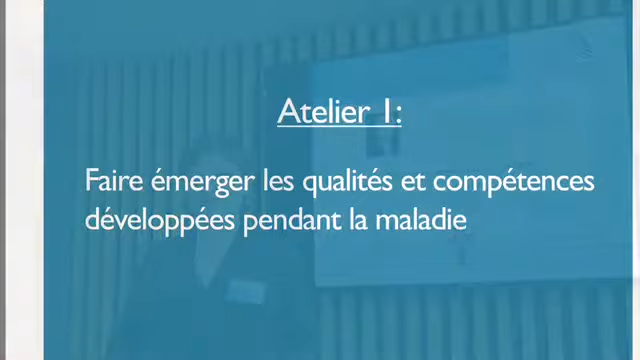 Atelier 1:
Faire émerger les qualités et compétences
développées pendant la maladie